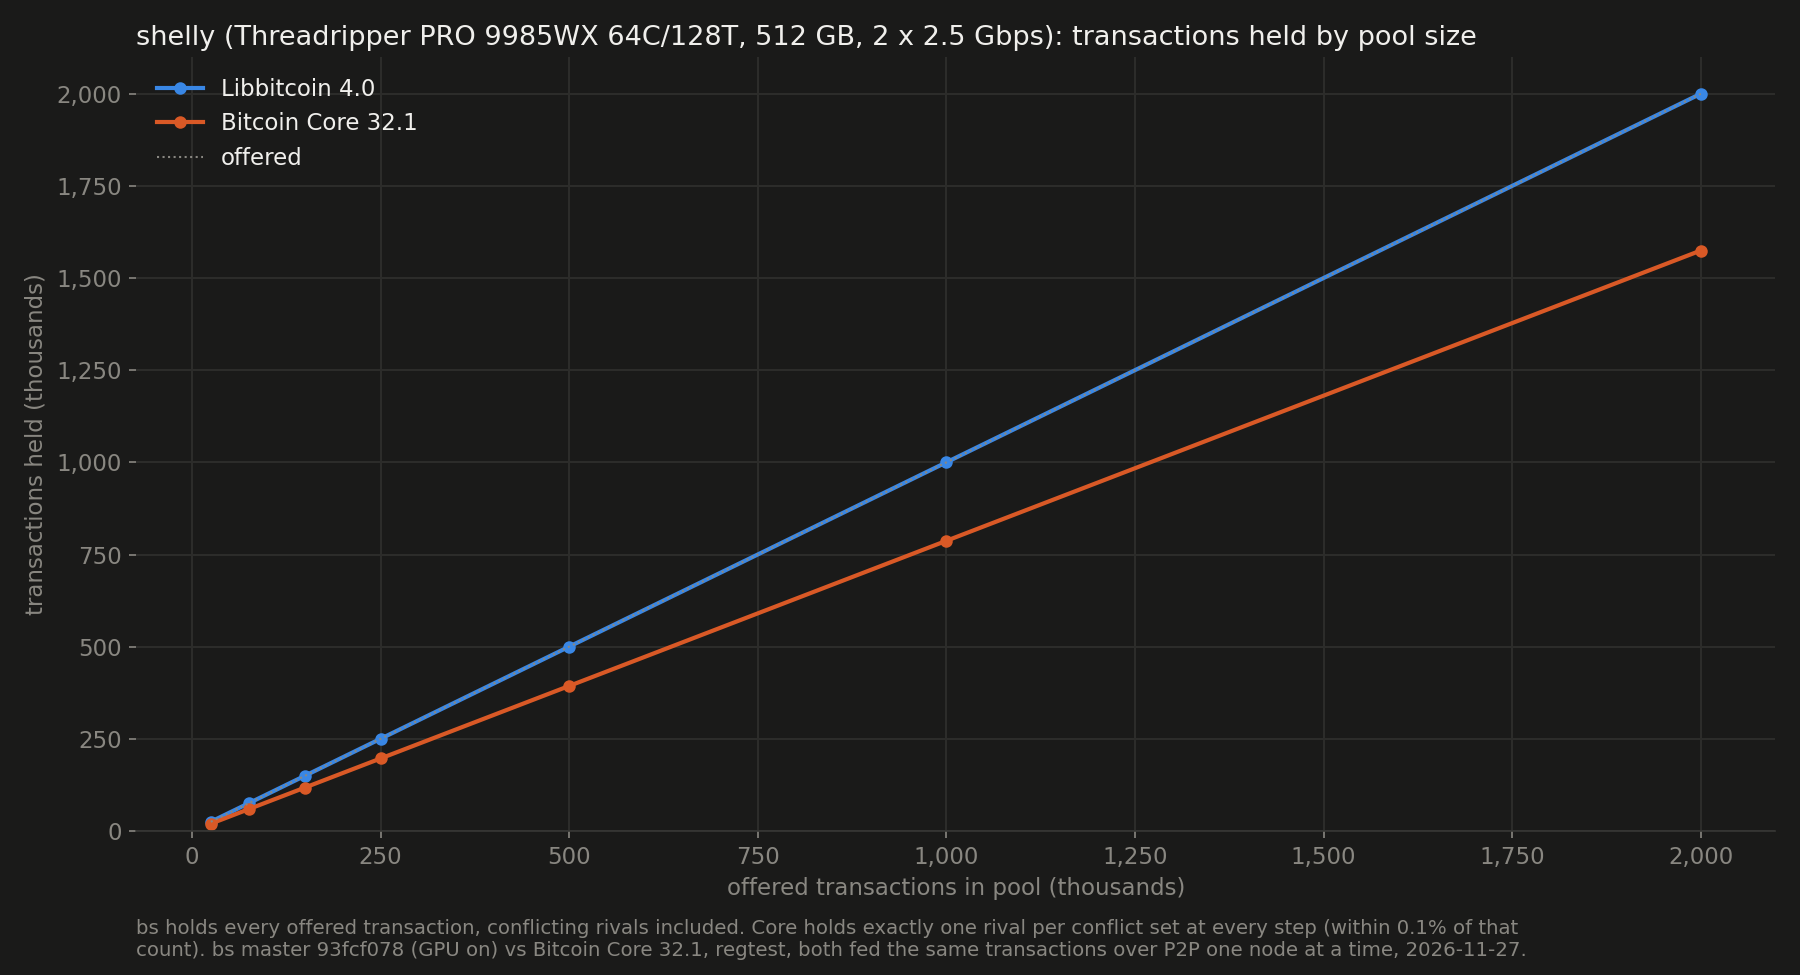 shelly (Threadripper PRO 9985WX 64C/128T, 512 GB, 2 x 2.5 Gbps): transactions held by pool size
Libbitcoin 4.0
Bitcoin Core 32.1
offered
transactions held (thousands)
2,000
1,750
1,500
1,250
1,000
750
500
250
0
0 250 500 750 1,000 1,250 1,500 1,750 2,000
offered transactions in pool (thousands)
bs holds every offered transaction, conflicting rivals included. Core holds exactly one rival per conflict set at every step (within 0.1% of that
count). bs master 93fcf078 (GPU on) vs Bitcoin Core 32.1, regtest, both fed the same transactions over P2P one node at a time, 2026-11-27.